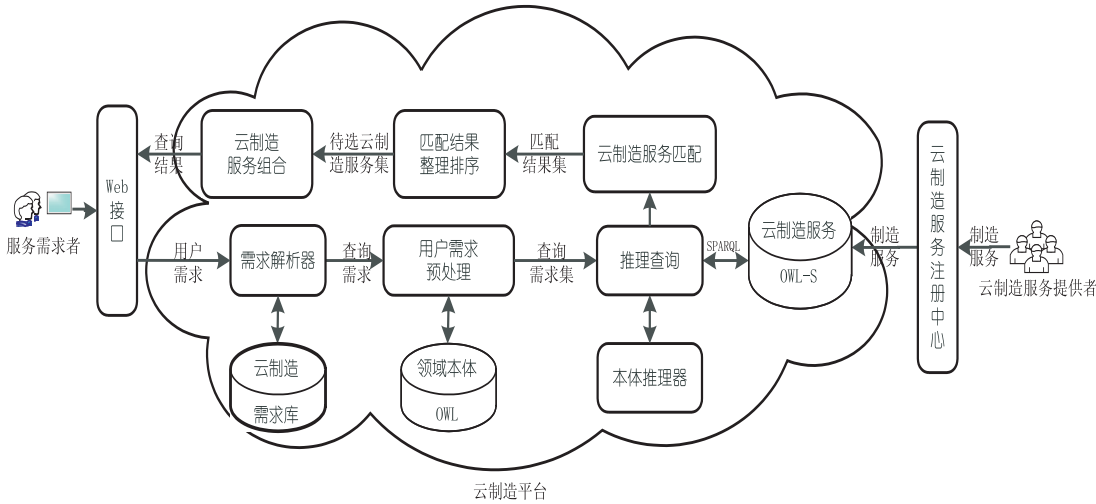 查询
结果
云制造
服务组合
待选云制
造服务集
匹配结果
整理排序
匹配
结果集
云制造服务匹配
Web
接
口
服务需求者
用户
需求
需求解析器
查询
需求
用户需求
预处理
查询
需求集
推理查询
SPARQL
云制造服务
OWL-S
制造
服务
云制造服务注册中心
制造
服务
云制造服务提供者
云制造
需求库
领域本体
OWL
本体推理器
云制造平台